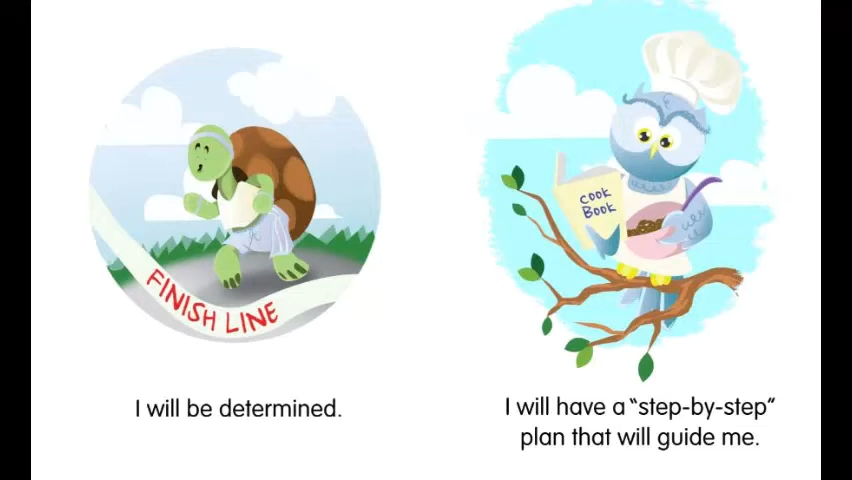 FINISH LINE
I will be determined.
COOK
BOOK
I will have a "step-by-step"
plan that will guide me.